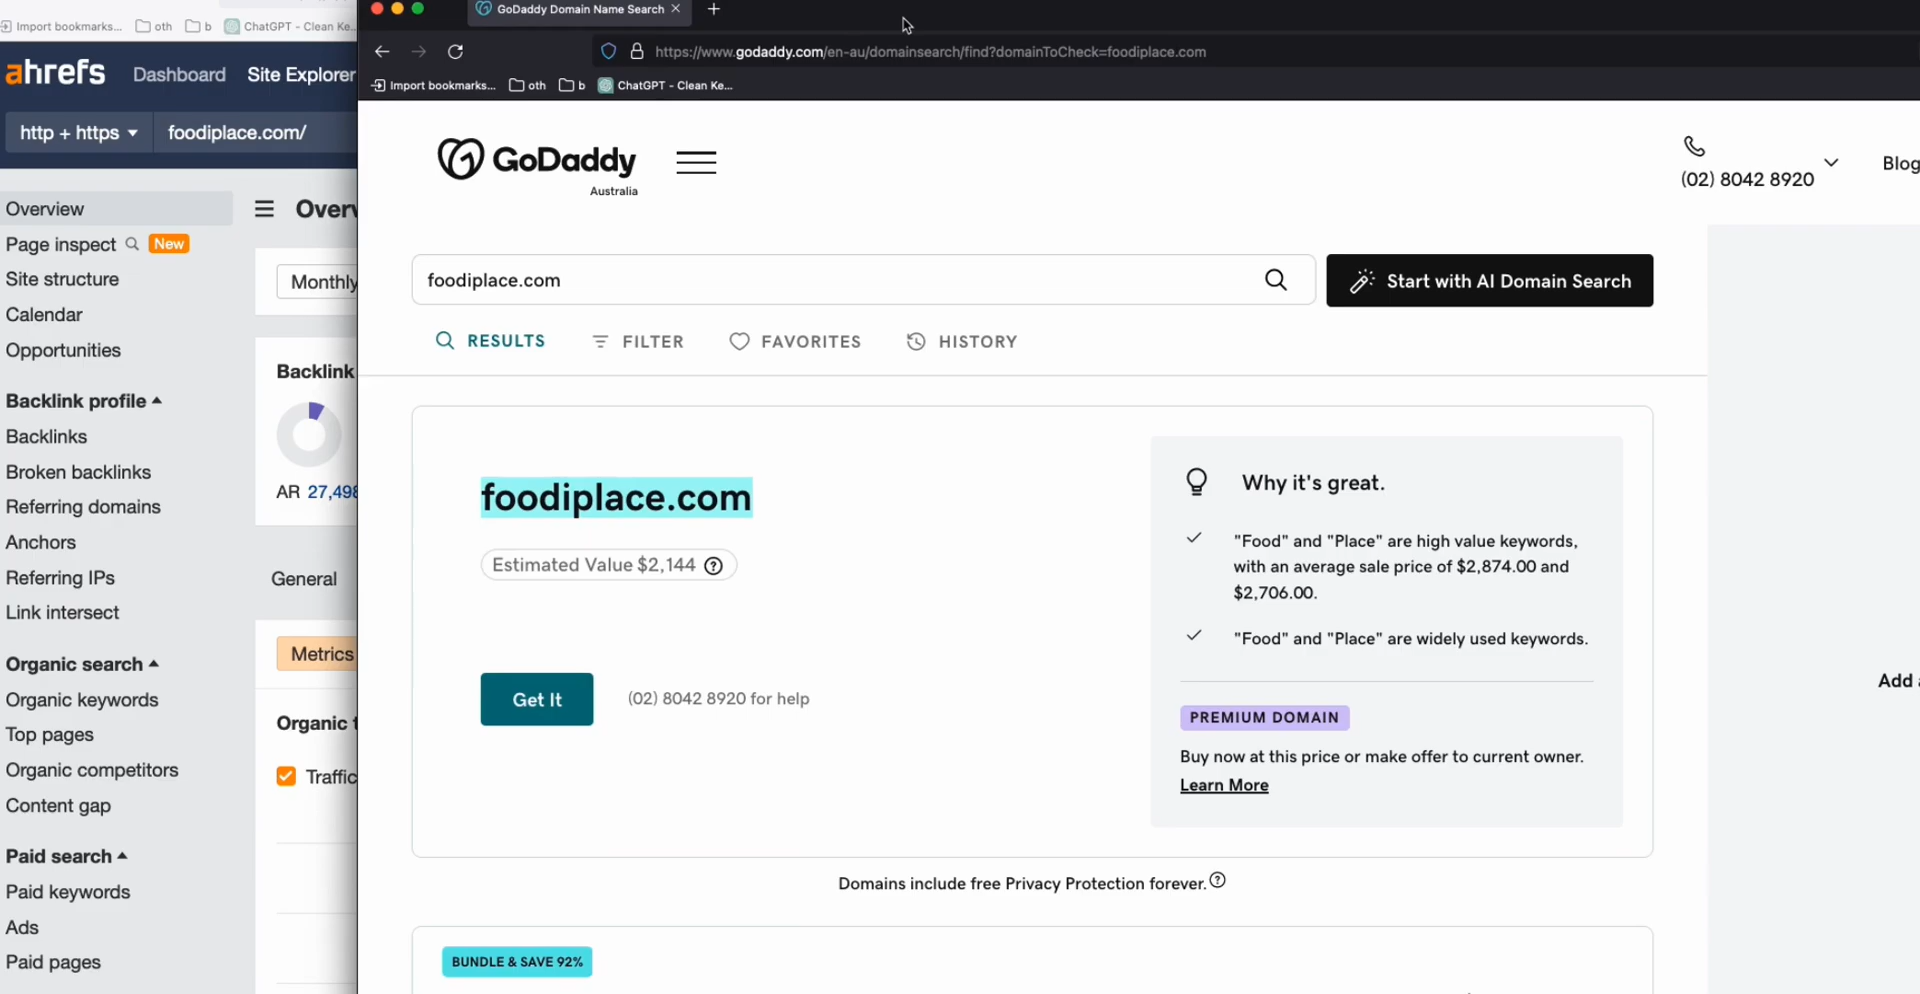 Import bookmarks...
oth
b
ChatGPT - Clean Ke...
ahrefs
Dashboard
Site Explorer
http + https
foodiplace.com/
Overview
Page inspect
New
Site structure
Calendar
Opportunities
Backlink profile
Backlinks
Broken backlinks
Referring domains
Anchors
Referring IPs
Link intersect
Organic search
Organic keywords
Top pages
Organic competitors
Content gap
Paid search
Paid keywords
Ads
Paid pages
Monthly
Backlink
AR 27,498
General
Metrics
Organic
Traffic
GoDaddy Domain Name Search
https://www.godaddy.com/en-au/domainsearch/find?domainToCheck=foodiplace.com
Import bookmarks...
oth
b
ChatGPT - Clean Ke...
GoDaddy
Australia
(02) 8042 8920
Blog
foodiplace.com
Start with AI Domain Search
RESULTS
FILTER
FAVORITES
HISTORY
foodiplace.com
Estimated Value $2,144
Get It
(02) 8042 8920 for help
Why it's great.
"Food" and "Place" are high value keywords,
with an average sale price of $2,874.00 and
$2,706.00.
"Food" and "Place" are widely used keywords.
PREMIUM DOMAIN
Buy now at this price or make offer to current owner.
Learn More
Add
Domains include free Privacy Protection forever.
BUNDLE & SAVE 92%